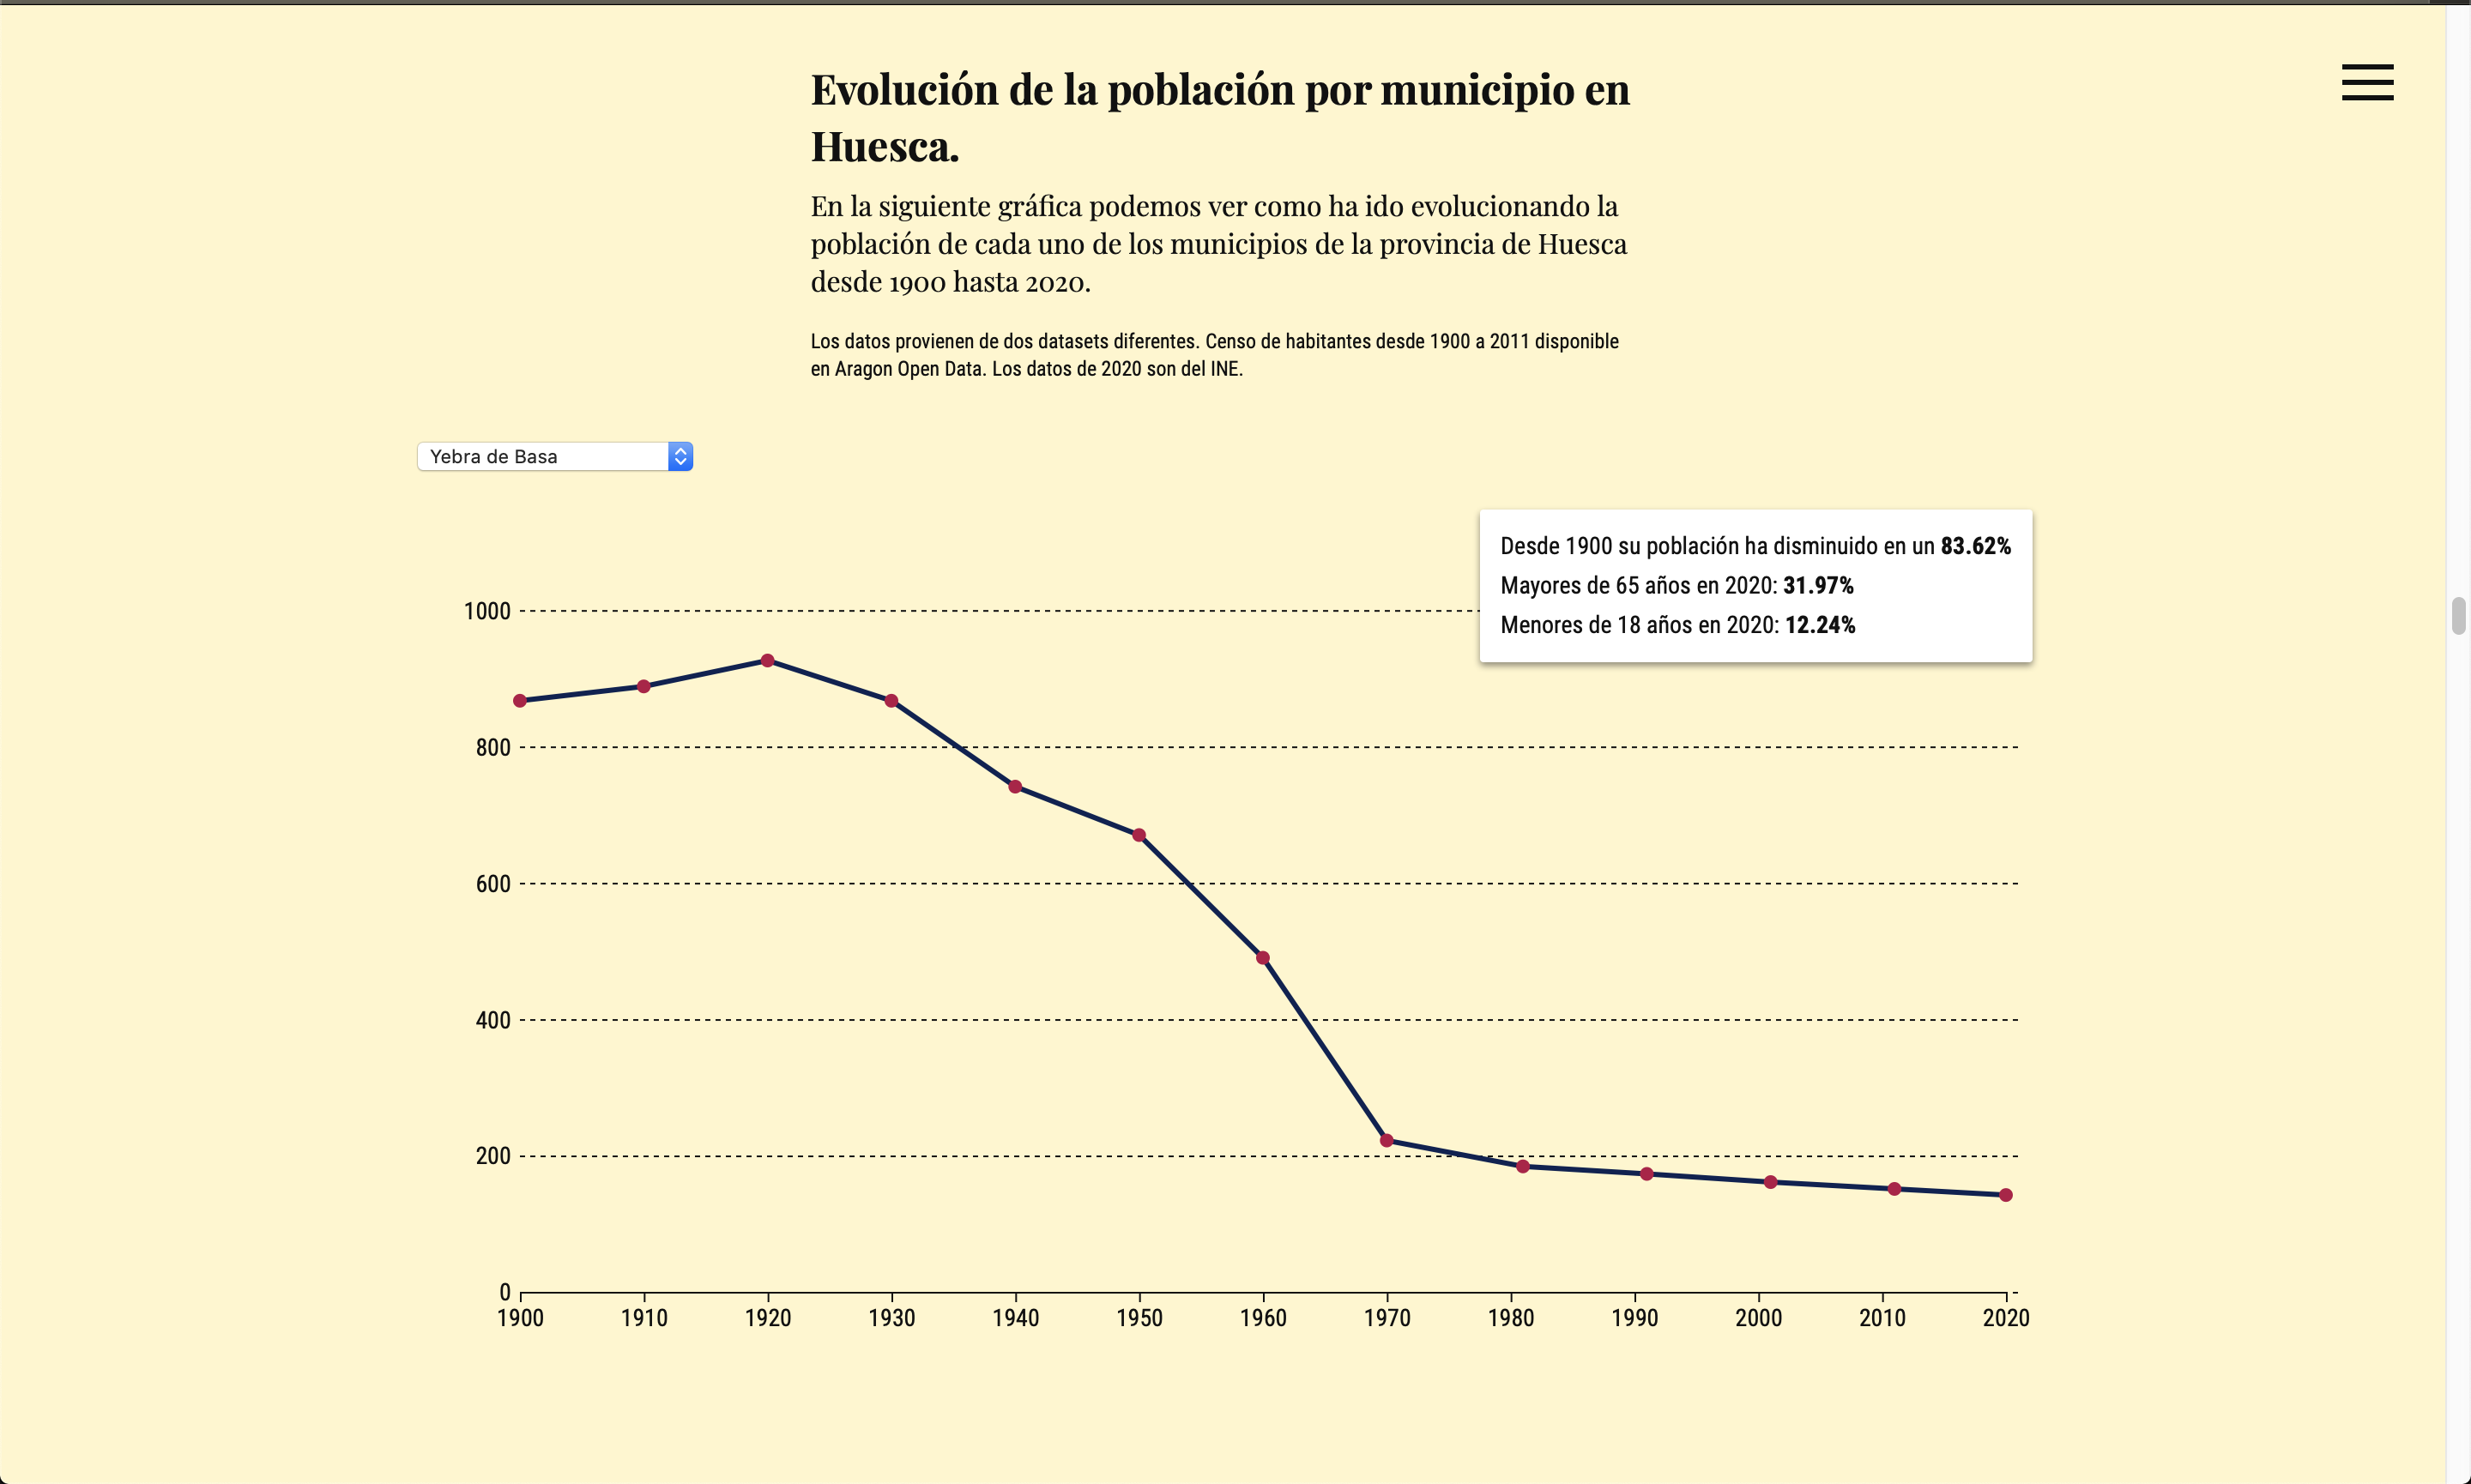 Evolución de la población por municipio en
Huesca.
En la siguiente gráfica podemos ver como ha ido evolucionando la
población de cada uno de los municipios de la provincia de Huesca
desde 1900 hasta 2020.
Los datos provienen de dos datasets diferentes. Censo de habitantes desde 1900 a 2011 disponible
en Aragon Open Data. Los datos de 2020 son del INE.
Yebra de Basa
Desde 1900 su población ha disminuido en un 83.62%
Mayores de 65 años en 2020: 31.97%
Menores de 18 años en 2020: 12.24%
1000
800
600
400
200
0
1900 1910 1920 1930 1940 1950 1960 1970 1980 1990 2000 2010 2020